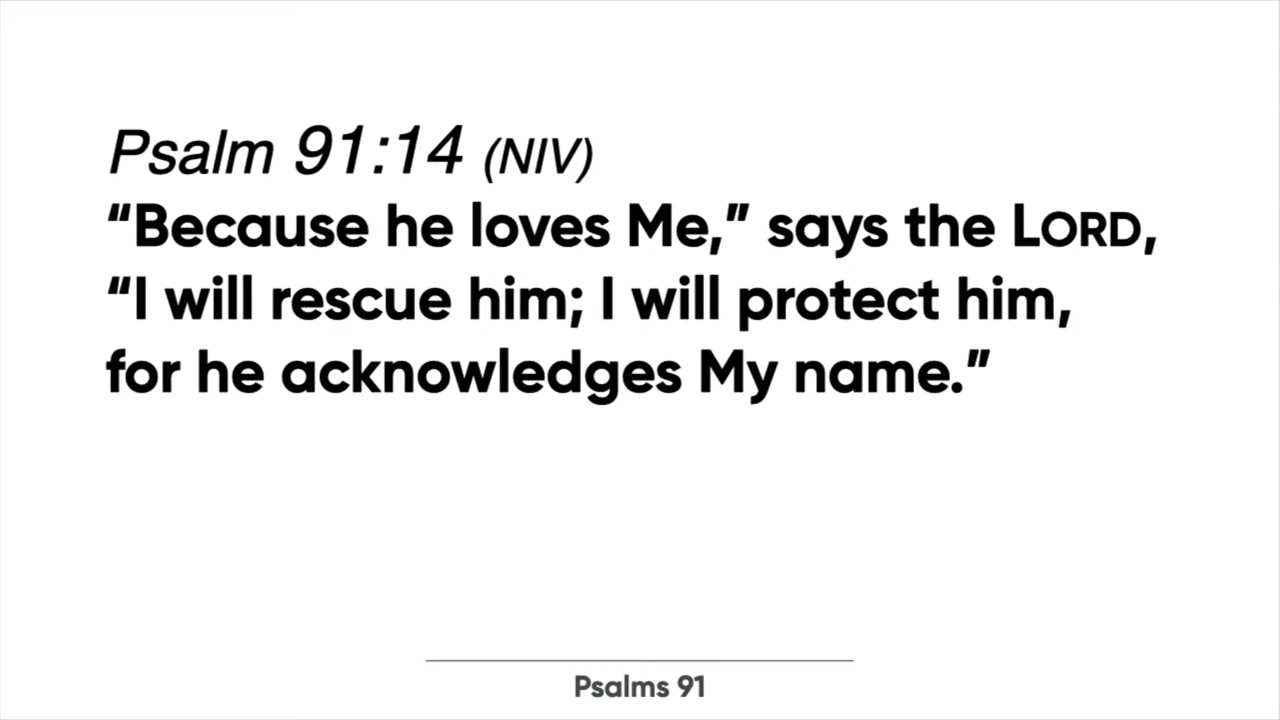 Psalm 91:14 (NIV)
“Because he loves Me,” says the LORD,
“I will rescue him; I will protect him,
for he acknowledges My name.”
Psalms 91